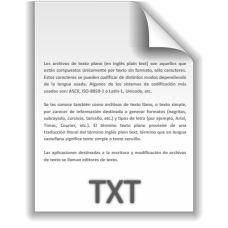 Los archivos de texto plano (en inglés plain text) son aquellos que
están compuestos únicamente por texto sin formato, sólo caracteres.
Estos caracteres se pueden codificar de distintos modos dependiendo
de la lengua usada. Algunos de los sistemas de codificación más
usados son: ASCII, ISO-8859-1 o Latín-1, Unicode, etc.
Se les conoce también como archivos de texto llano, o texto simple,
por carecer de información destinada a generar formatos (negritas,
subrayado, cursivas, tamaño, etc.) y tipos de letra (por ejemplo, Arial,
Times, Courier, etc.). El término texto plano proviene de una
traducción literal del término inglés plain text, término que en lengua
castellana significa texto simple o texto sencillo.
Las aplicaciones destinadas a la escritura y modificación de archivos
de texto se llaman editores de texto.
TXT